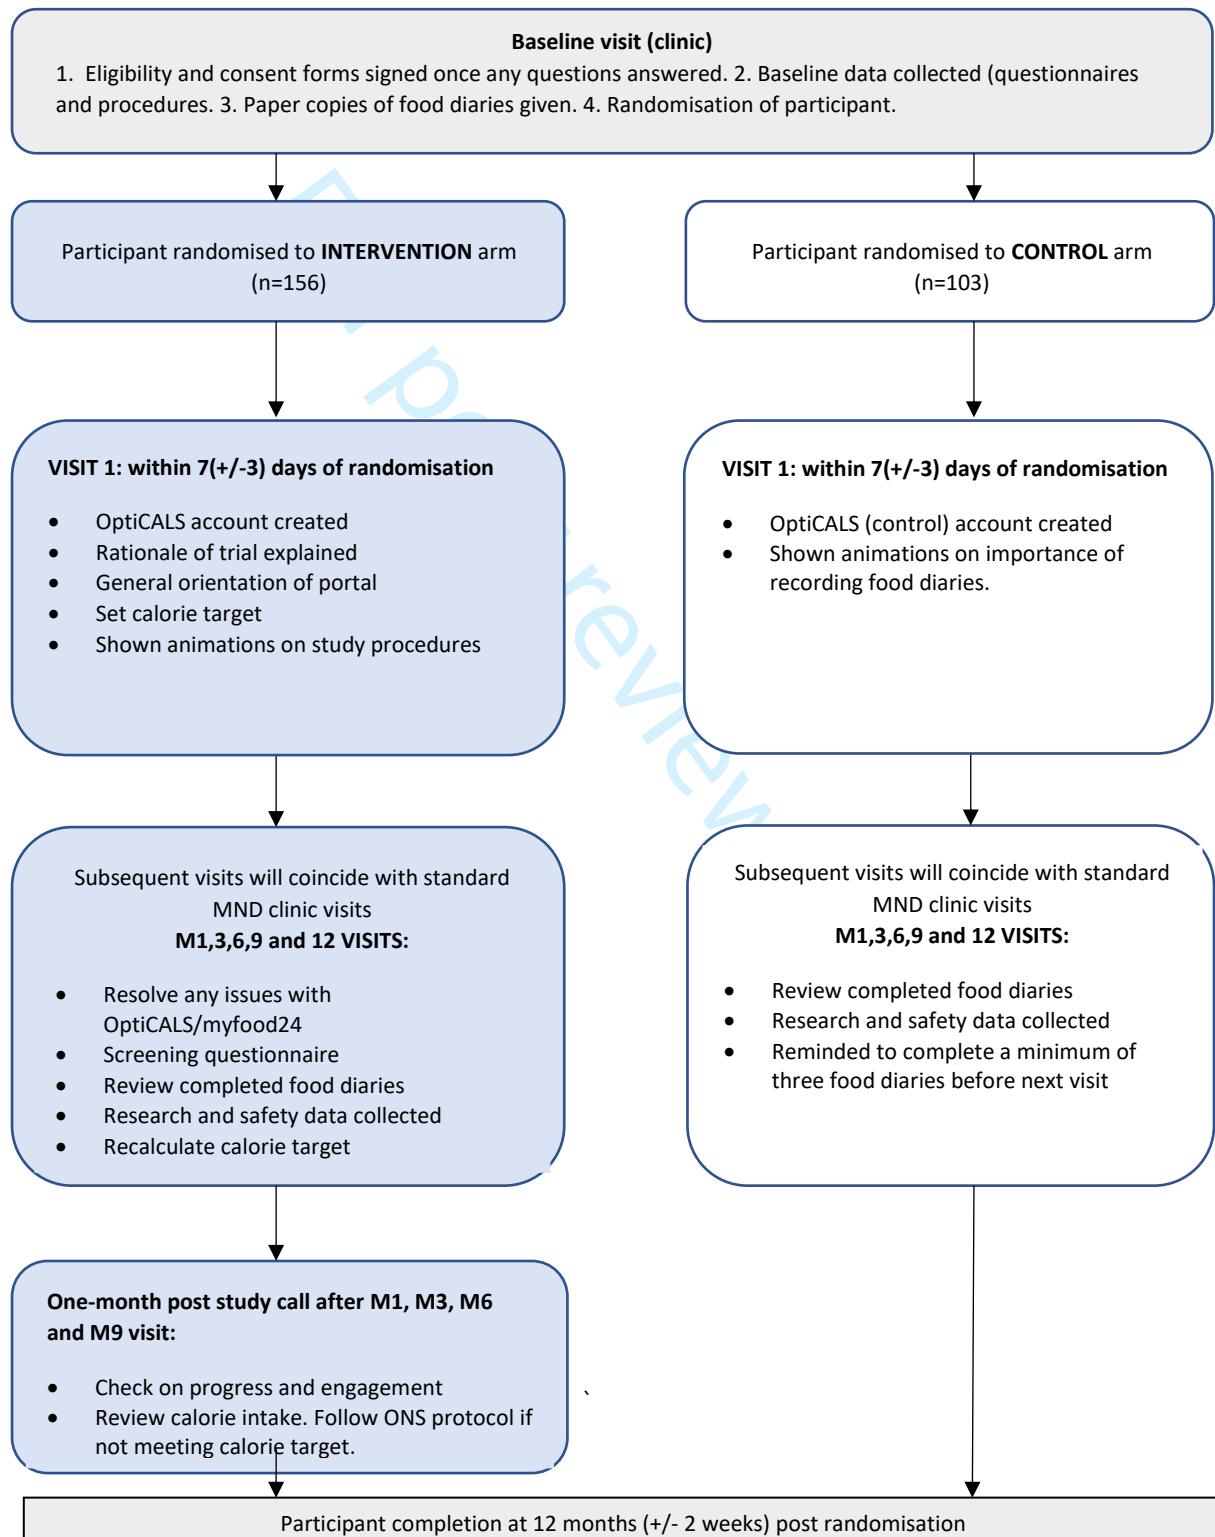 Baseline visit (clinic)
1. Eligibility and consent forms signed once any questions answered. 2. Baseline data collected (questionnaires
and procedures. 3. Paper copies of food diaries given. 4. Randomisation of participant.
Participant randomised to INTERVENTION arm
(n=156)
Participant randomised to CONTROL arm
(n=103)
VISIT 1: within 7(+/-3) days of randomisation
• OptiCALS account created
• Rationale of trial explained
• General orientation of portal
• Set calorie target
• Shown animations on study procedures
VISIT 1: within 7(+/-3) days of randomisation
• OptiCALS (control) account created
• Shown animations on importance of
recording food diaries.
Subsequent visits will coincide with standard
MND clinic visits
M1,3,6,9 and 12 VISITS:
• Resolve any issues with
OptiCALS/myfood24
• Screening questionnaire
• Review completed food diaries
• Research and safety data collected
• Recalculate calorie target
Subsequent visits will coincide with standard
MND clinic visits
M1,3,6,9 and 12 VISITS:
• Review completed food diaries
• Research and safety data collected
• Reminded to complete a minimum of
three food diaries before next visit
One-month post study call after M1, M3, M6
and M9 visit:
• Check on progress and engagement
• Review calorie intake. Follow ONS protocol if
not meeting calorie target.
`
Participant completion at 12 months (+/- 2 weeks) post randomisation
review